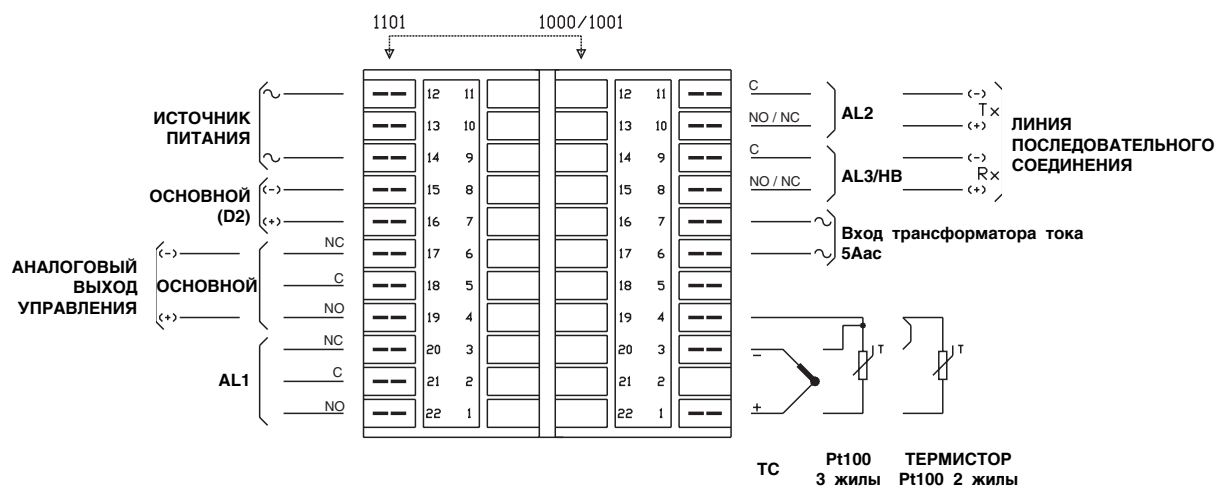 1101 1000/1001
ИСТОЧНИК
ПИТАНИЯ
ОСНОВНОЙ
(D2)
(-)
(+)
АНАЛОГОВЫЙ
ВЫХОД
УПРАВЛЕНИЯ
(-)
(+)
ОСНОВНОЙ
NC
C
NO
AL1
NC
C
NO
12 11
13 10
14 9
15 8
16 7
17 6
18 5
19 4
20 3
21 2
22 1
12 11
13 10
14 9
15 8
16 7
17 6
18 5
19 4
20 3
21 2
22 1
C
NO / NC
AL2
C
NO / NC
AL3/HB
(-)
Tx
(+)
(-)
Rx
(+)
ЛИНИЯ
ПОСЛЕДОВАТЕЛЬНОГО
СОЕДИНЕНИЯ
Вход трансформатора тока
5Aac
−
+
T
T
TC
Pt100
3 жилы
ТЕРМИСТОР
Pt100 2 жилы